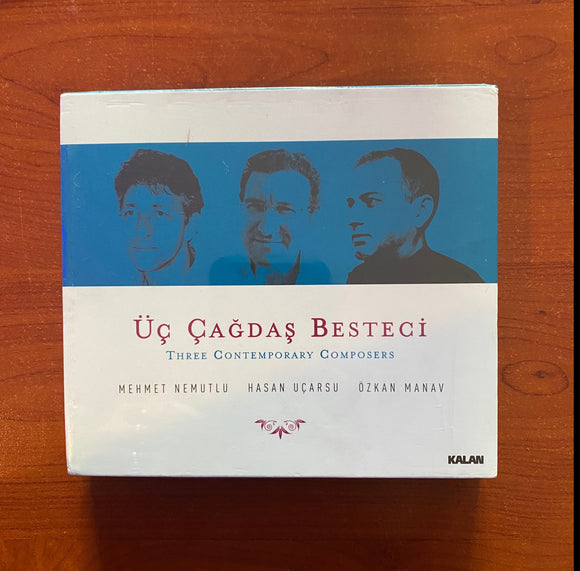 Üç Çağdaş Besteci
Three Contemporary Composers
MEHMET NEMUTLU HASAN UÇARSU ÖZKAN MANAV
KALAN